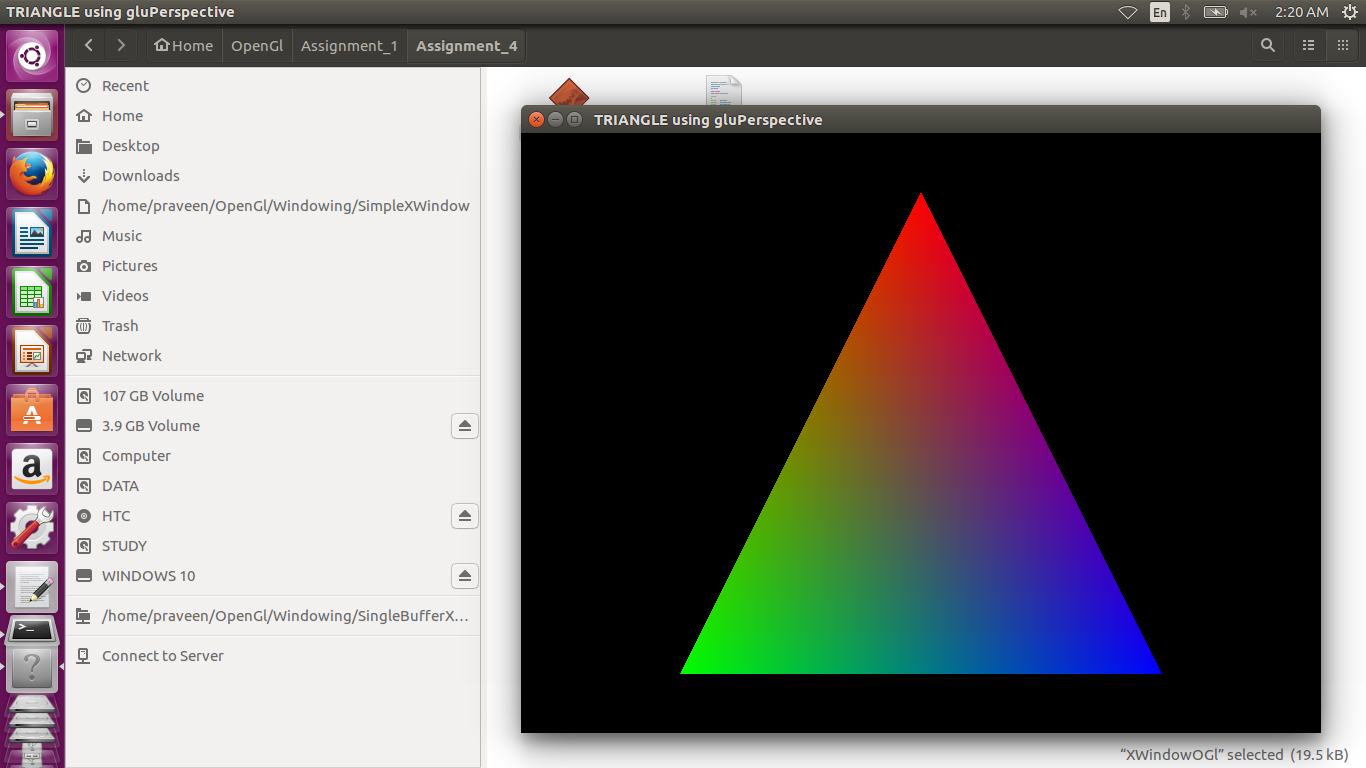 TRIANGLE using gluPerspective
En
2:20 AM
Home
OpenGl
Assignment_1
Assignment_4
Recent
Home
Desktop
Downloads
/home/praveen/OpenGl/Windowing/SimpleXWindow
Music
Pictures
Videos
Trash
Network
107 GB Volume
3.9 GB Volume
Computer
DATA
HTC
STUDY
WINDOWS 10
/home/praveen/OpenGl/Windowing/SingleBufferX…
Connect to Server
TRIANGLE using gluPerspective
“XWindowOGl” selected (19.5 kB)
A
a
>_
?